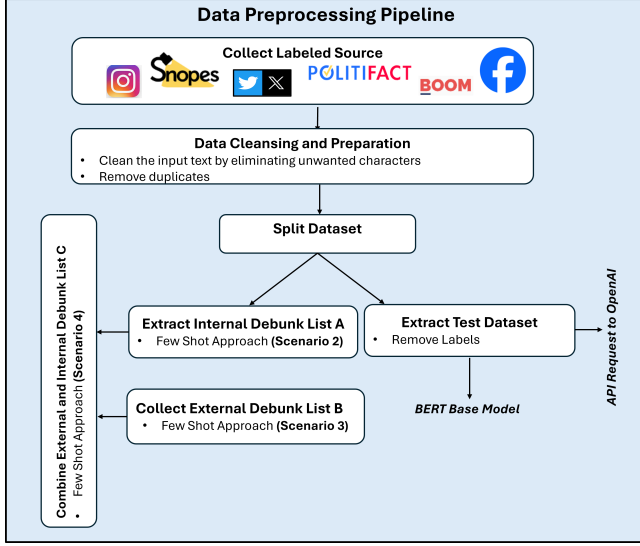 Data Preprocessing Pipeline
Collect Labeled Source
Snopes
POLITIFACT
BOOM
Data Cleansing and Preparation
• Clean the input text by eliminating unwanted characters
• Remove duplicates
Split Dataset
Combine External and Internal Debunk List C
• Few Shot Approach (Scenario 4)
Extract Internal Debunk List A
• Few Shot Approach (Scenario 2)
Extract Test Dataset
• Remove Labels
API Request to OpenAI
Collect External Debunk List B
• Few Shot Approach (Scenario 3)
BERT Base Model